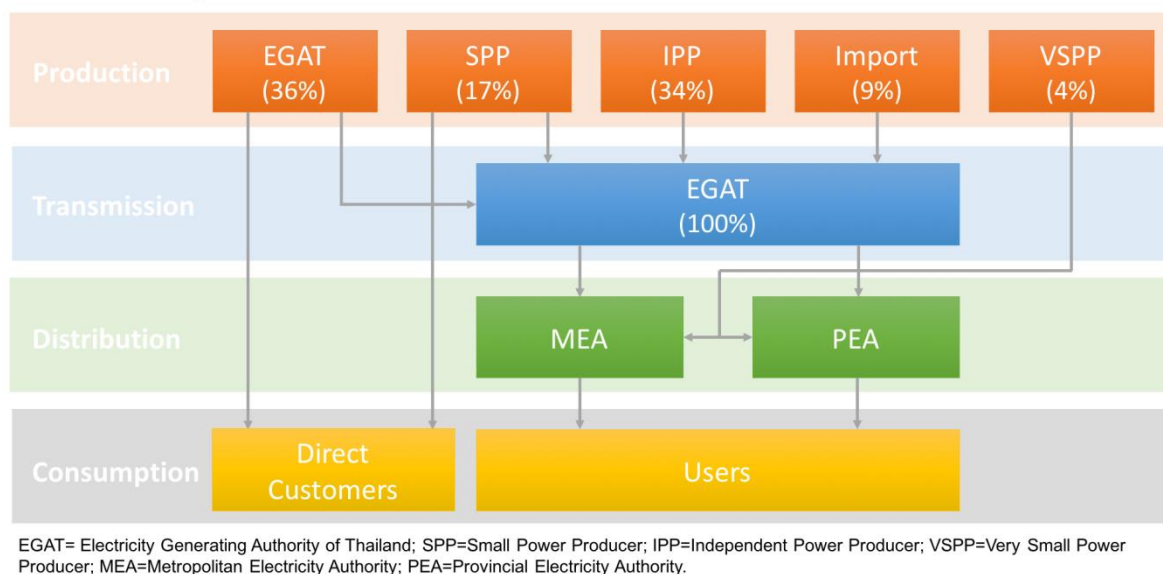 Production
EGAT
(36%)
SPP
(17%)
IPP
(34%)
Import
(9%)
VSPP
(4%)
Transmission
EGAT
(100%)
Distribution
MEA
PEA
Consumption
Direct
Customers
Users
EGAT= Electricity Generating Authority of Thailand; SPP=Small Power Producer; IPP=Independent Power Producer; VSPP=Very Small Power
Producer; MEA=Metropolitan Electricity Authority; PEA=Provincial Electricity Authority.